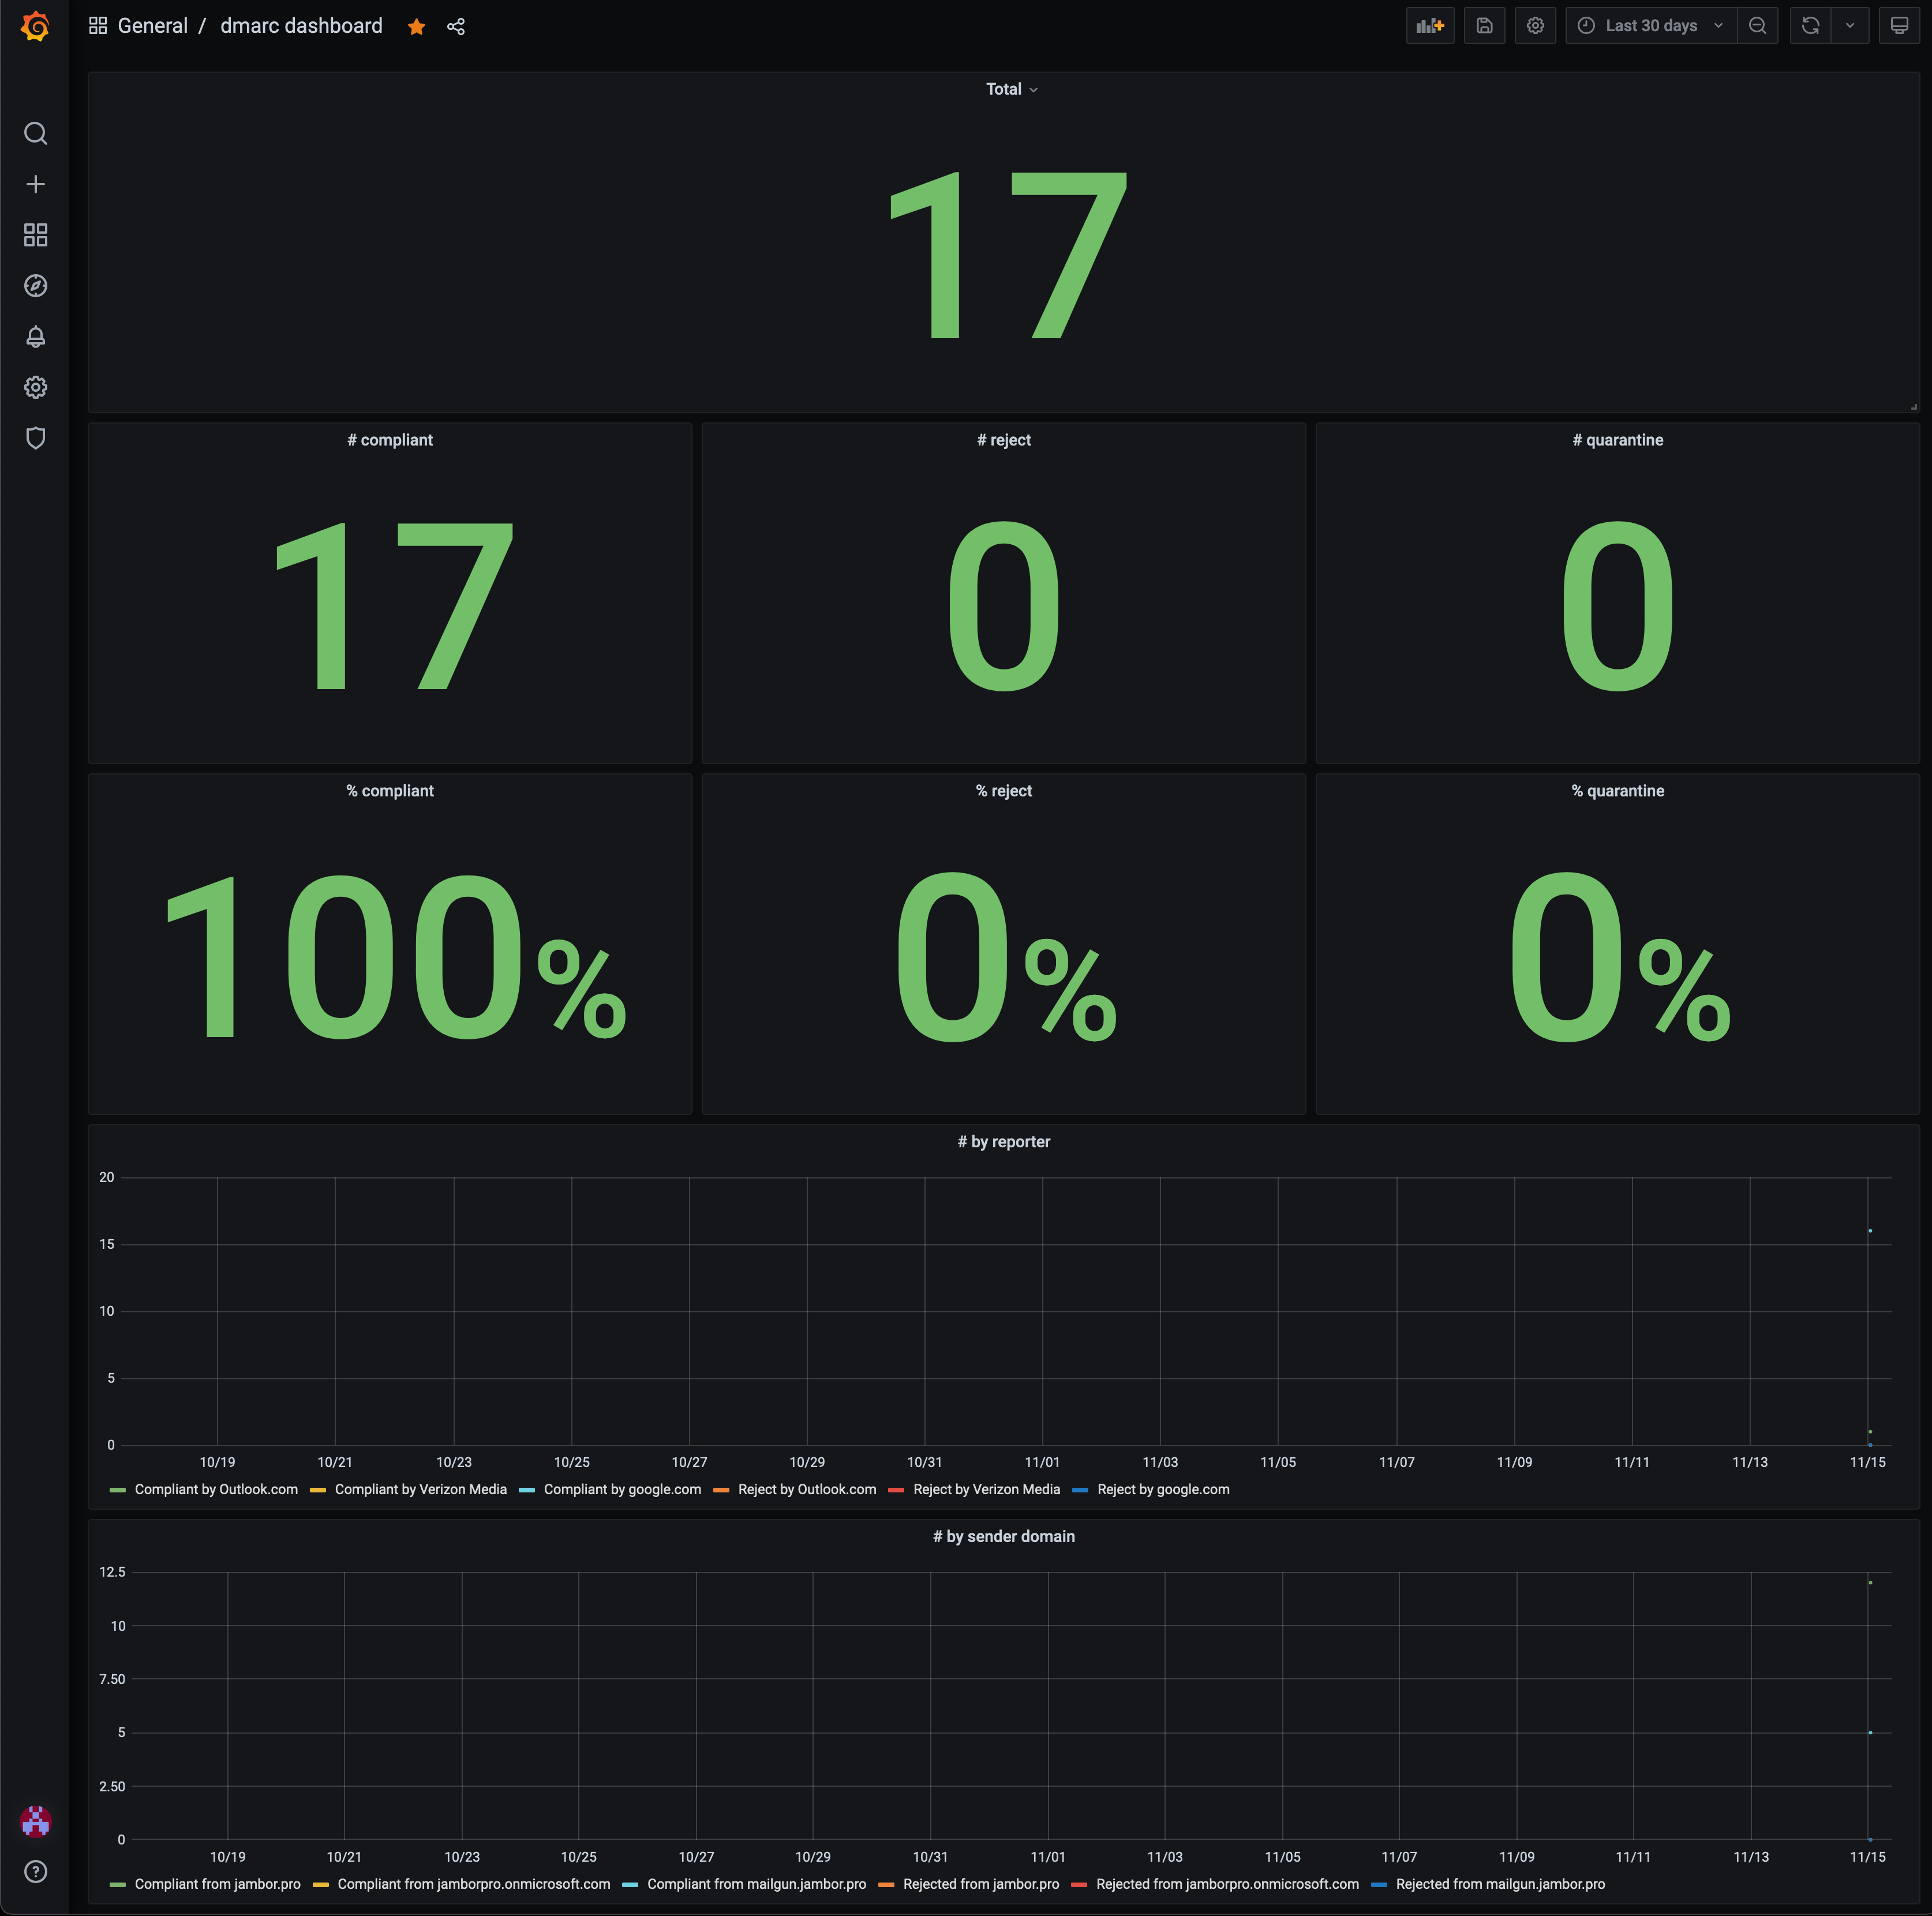 General / dmarc dashboard
Last 30 days
Total
17
# compliant
17
# reject
0
# quarantine
0
% compliant
100%
% reject
0%
% quarantine
0%
# by reporter
20
15
10
5
0
10/19 10/21 10/23 10/25 10/27 10/29 10/31 11/01 11/03 11/05 11/07 11/09 11/11 11/13 11/15
Compliant by Outlook.com Compliant by Verizon Media Compliant by google.com Reject by Outlook.com Reject by Verizon Media Reject by google.com
# by sender domain
12.5
10
7.50
5
2.50
0
10/19 10/21 10/23 10/25 10/27 10/29 10/31 11/01 11/03 11/05 11/07 11/09 11/11 11/13 11/15
Compliant from jambor.pro Compliant from jamborpro.onmicrosoft.com Compliant from mailgun.jambor.pro Rejected from jambor.pro Rejected from jamborpro.onmicrosoft.com Rejected from mailgun.jambor.pro